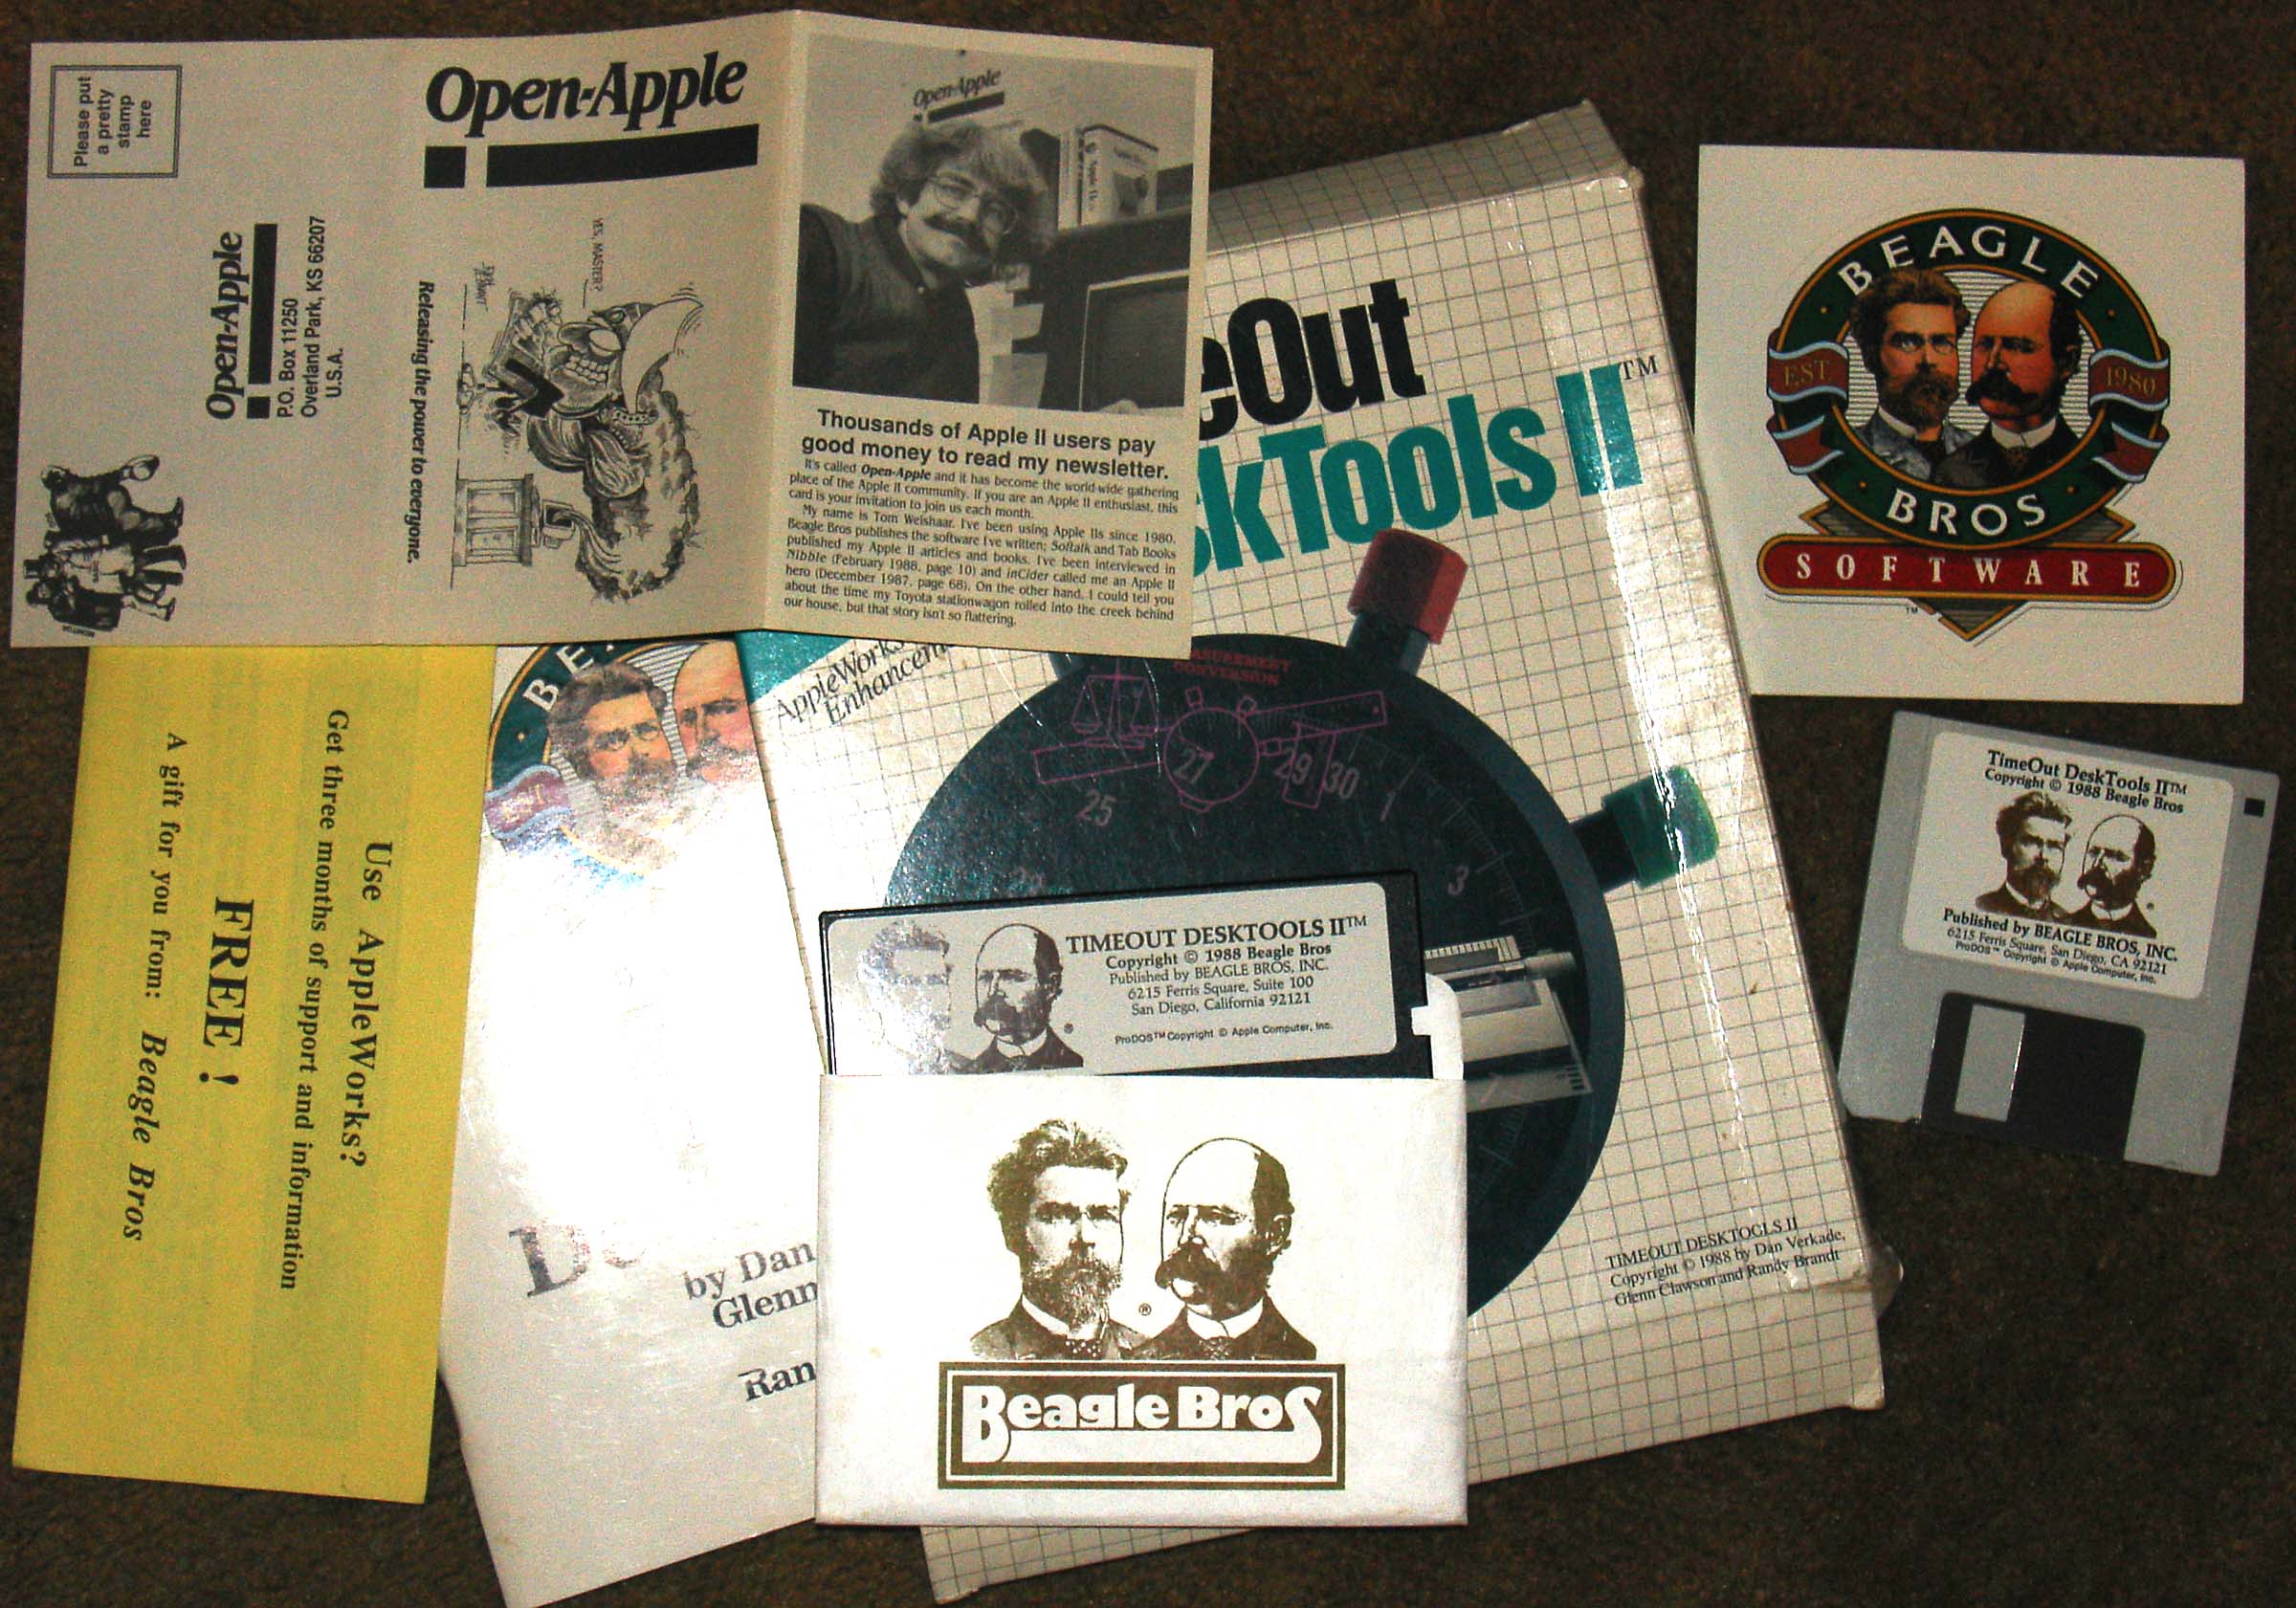 Please put
a pretty
stamp
here
Open-Apple
P.O. Box 11250
Overland Park, KS 66207
U.S.A.
Open-Apple
Releasing the power to everyone.
YES, MASTER?
Open-Apple
Thousands of Apple II users pay
good money to read my newsletter.
It's called Open-Apple and it has become the world-wide gathering
place of the Apple II community. If you are an Apple II enthusiast, this
card is your invitation to join us each month.
My name is Tom Weishaar. I've been using Apple IIs since 1980.
Beagle Bros publishes the software I've written; Softalk and Tab Books
published my Apple II articles and books. I've been interviewed in
Nibble (February 1988, page 10) and inCider called me an Apple II
hero (December 1987, page 68). On the other hand, I could tell you
about the time my Toyota stationwagon rolled into the creek behind
our house, but that story isn't so flattering.
eOut
skTools II™
AppleWorks
Enhancem
ASUREMENT
CONVERSION
25
27
29
30
1
3
TIMEOUT DESKTOOLS II
Copyright © 1988 by Dan Verkade,
Glenn Clawson and Randy Brandt
BEAGLE
EST. 1980
BROS
SOFTWARE
TM
TimeOut DeskTools II™
Copyright © 1988 Beagle Bros
®
Published by BEAGLE BROS, INC.
6215 Ferris Square, San Diego, CA 92121
ProDOS™ Copyright © Apple Computer, Inc.
Use AppleWorks?
Get three months of support and information
FREE !
A gift for you from: Beagle Bros
BE
EST.
De
by Dan
Glenn
Ran
TIMEOUT DESKTOOLS II™
Copyright © 1988 Beagle Bros
Published by BEAGLE BROS, INC.
6215 Ferris Square, Suite 100
San Diego, California 92121
®
ProDOS™ Copyright © Apple Computer, Inc.
®
Beagle Bros